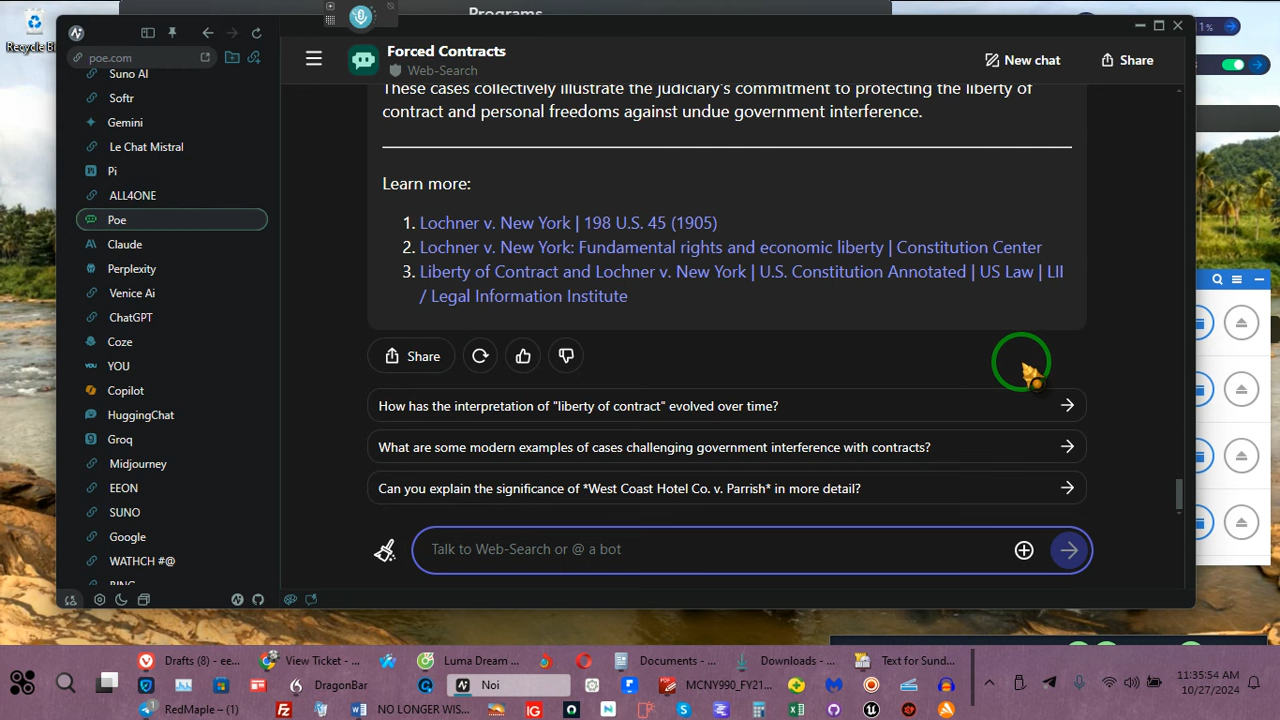 Programs
Recycle Bi
1%
poe.com
Forced Contracts
Web-Search
New chat
Share
Suno AI
Softr
Gemini
Le Chat Mistral
Pi
ALL4ONE
Poe
Claude
Perplexity
Venice Ai
ChatGPT
Coze
YOU
YOU
Copilot
HuggingChat
Groq
Midjourney
EEON
SUNO
Google
WATHCH #@
BING
These cases collectively illustrate the judiciary's commitment to protecting the liberty of
contract and personal freedoms against undue government interference.
Learn more:
1. Lochner v. New York | 198 U.S. 45 (1905)
2. Lochner v. New York: Fundamental rights and economic liberty | Constitution Center
3. Liberty of Contract and Lochner v. New York | U.S. Constitution Annotated | US Law | LII
/ Legal Information Institute
Share
How has the interpretation of "liberty of contract" evolved over time?
What are some modern examples of cases challenging government interference with contracts?
Can you explain the significance of *West Coast Hotel Co. v. Parrish* in more detail?
Talk to Web-Search or @ a bot
Drafts (8) - ee...
View Ticket - ...
Luma Dream ...
Documents - ...
Downloads - ...
Text for Sund...
DragonBar
Noi
MCNY990_FY21...
RedMaple – (1)
NO LONGER WIS...
IG
11:35:54 AM
10/27/2024